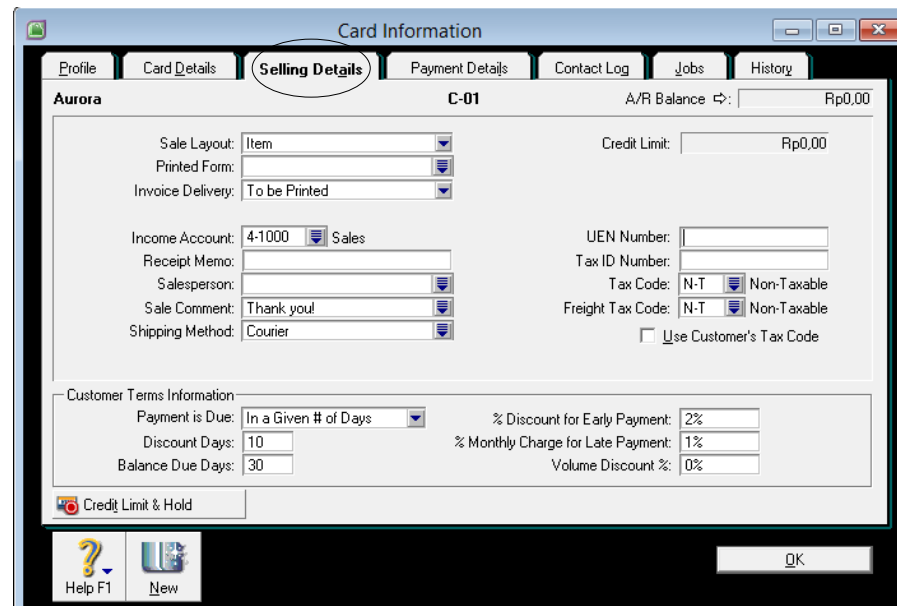 Card Information
Profile Card Details Selling Details Payment Details Contact Log Jobs History
Aurora C-01 A/R Balance ⇨: Rp0,00
Sale Layout: Item Credit Limit: Rp0,00
Printed Form:
Invoice Delivery: To be Printed
Income Account: 4-1000 Sales UEN Number:
Receipt Memo: Tax ID Number:
Salesperson: Tax Code: N-T Non-Taxable
Sale Comment: Thank you! Freight Tax Code: N-T Non-Taxable
Shipping Method: Courier Use Customer's Tax Code
Customer Terms Information
Payment is Due: In a Given # of Days % Discount for Early Payment: 2%
Discount Days: 10 % Monthly Charge for Late Payment: 1%
Balance Due Days: 30 Volume Discount %: 0%
Credit Limit & Hold
Help F1 New OK